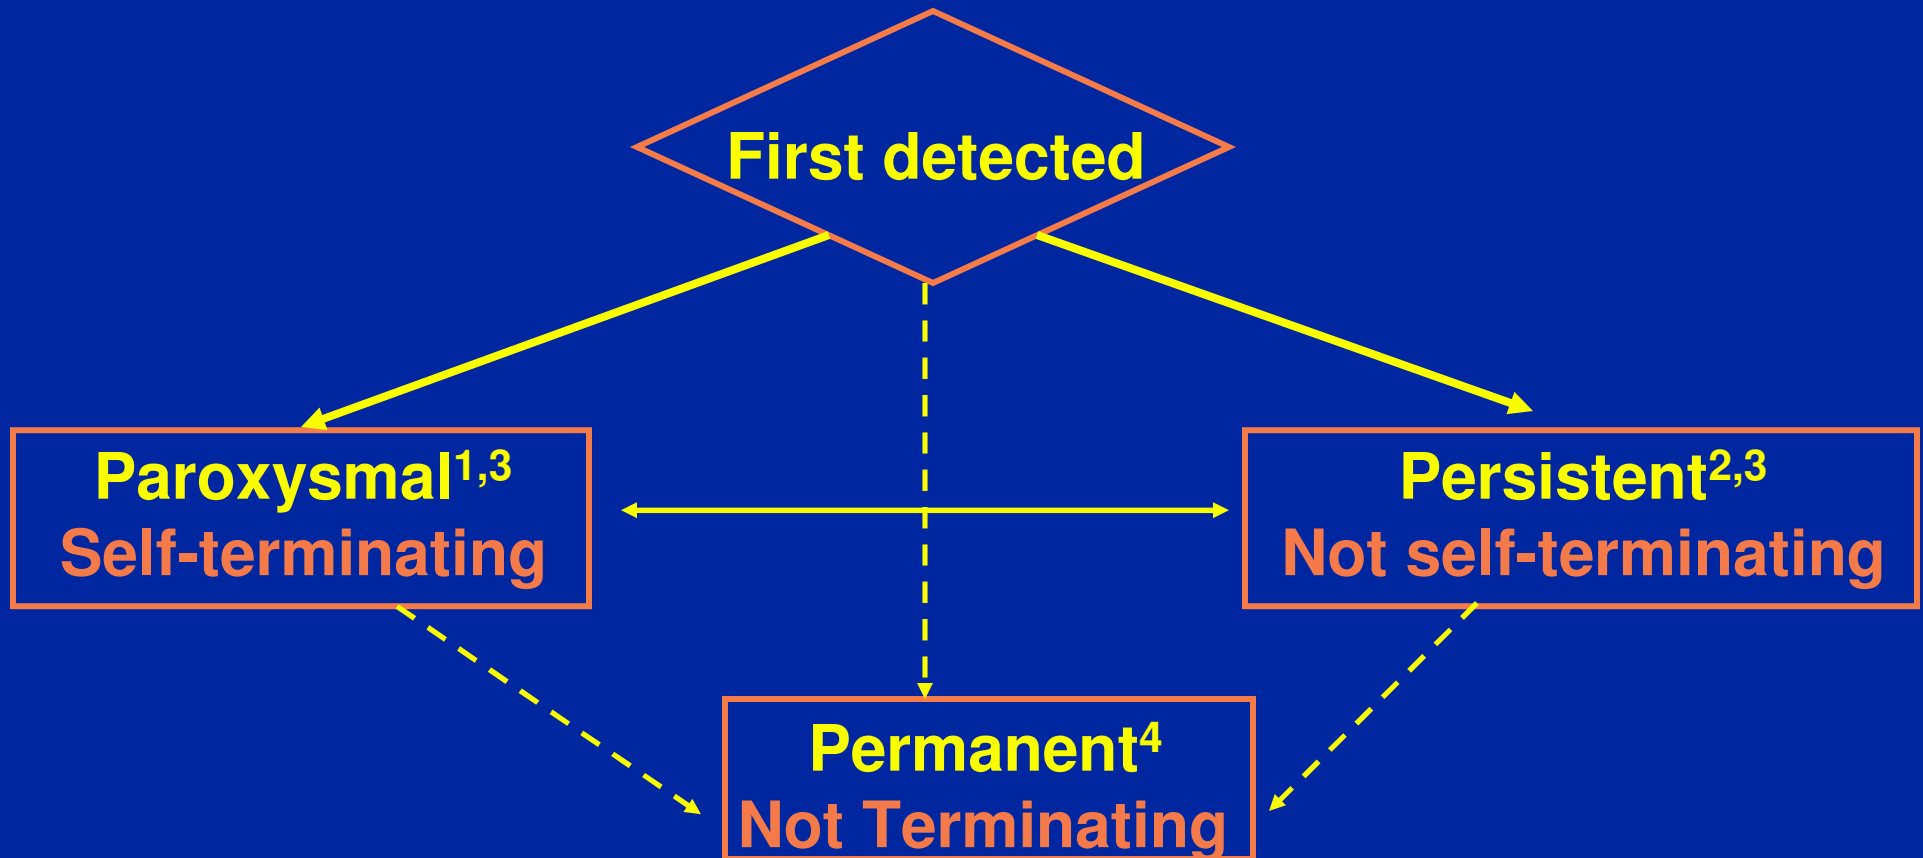 First detected
Paroxysmal1,3
Self-terminating
Persistent2,3
Not self-terminating
Permanent4
Not Terminating